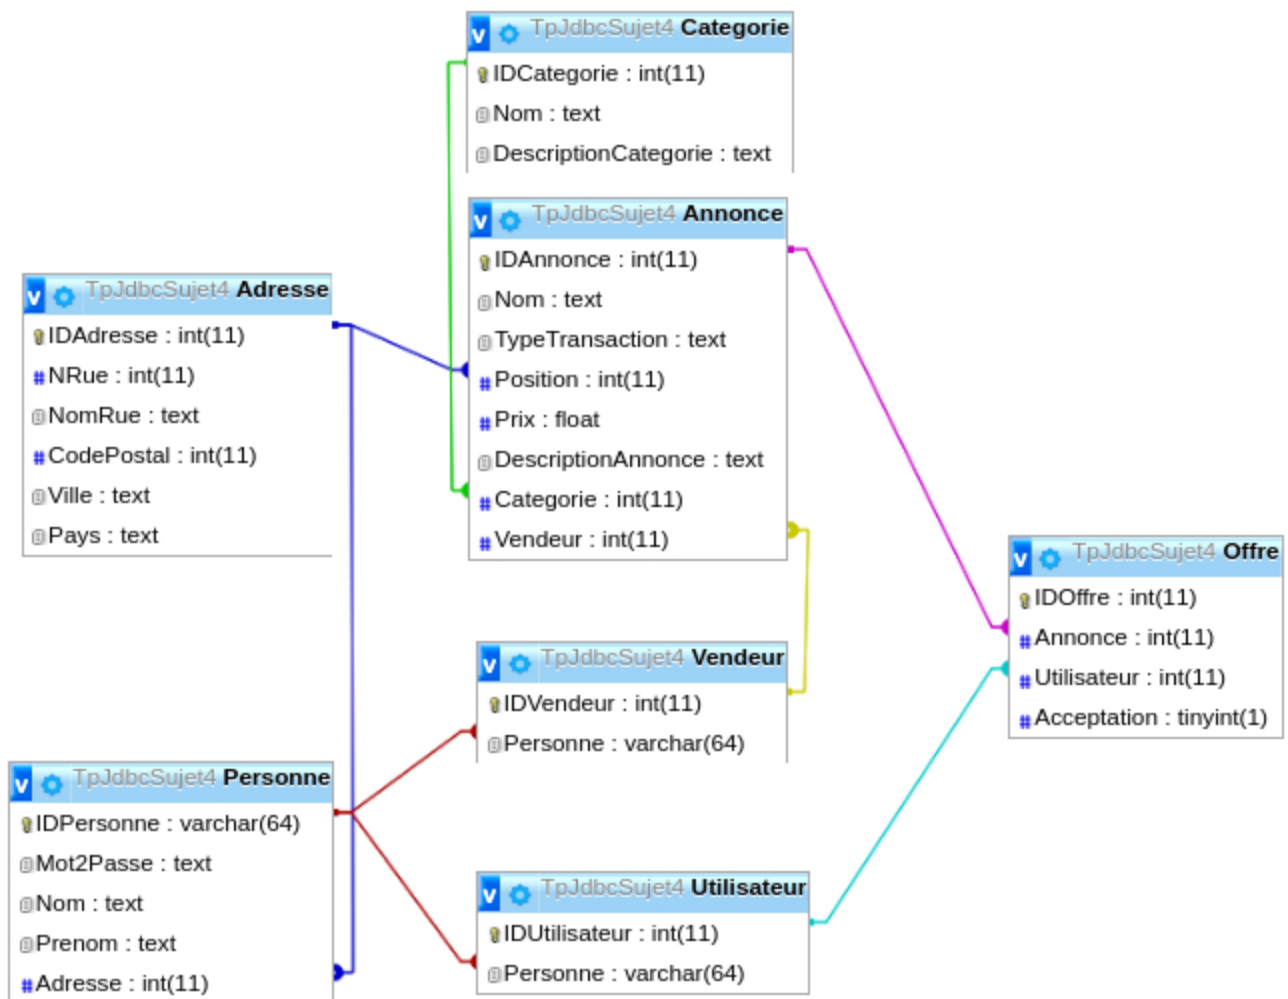 v TpJdbcSujet4 Categorie
IDCategorie : int(11)
Nom : text
DescriptionCategorie : text
v TpJdbcSujet4 Annonce
IDAnnonce : int(11)
Nom : text
TypeTransaction : text
# Position : int(11)
# Prix : float
DescriptionAnnonce : text
# Categorie : int(11)
# Vendeur : int(11)
v TpJdbcSujet4 Adresse
IDAdresse : int(11)
# NRue : int(11)
NomRue : text
# CodePostal : int(11)
Ville : text
Pays : text
v TpJdbcSujet4 Offre
IDOffre : int(11)
# Annonce : int(11)
# Utilisateur : int(11)
# Acceptation : tinyint(1)
v TpJdbcSujet4 Vendeur
IDVendeur : int(11)
Personne : varchar(64)
v TpJdbcSujet4 Personne
IDPersonne : varchar(64)
Mot2Passe : text
Nom : text
Prenom : text
# Adresse : int(11)
v TpJdbcSujet4 Utilisateur
IDUtilisateur : int(11)
Personne : varchar(64)